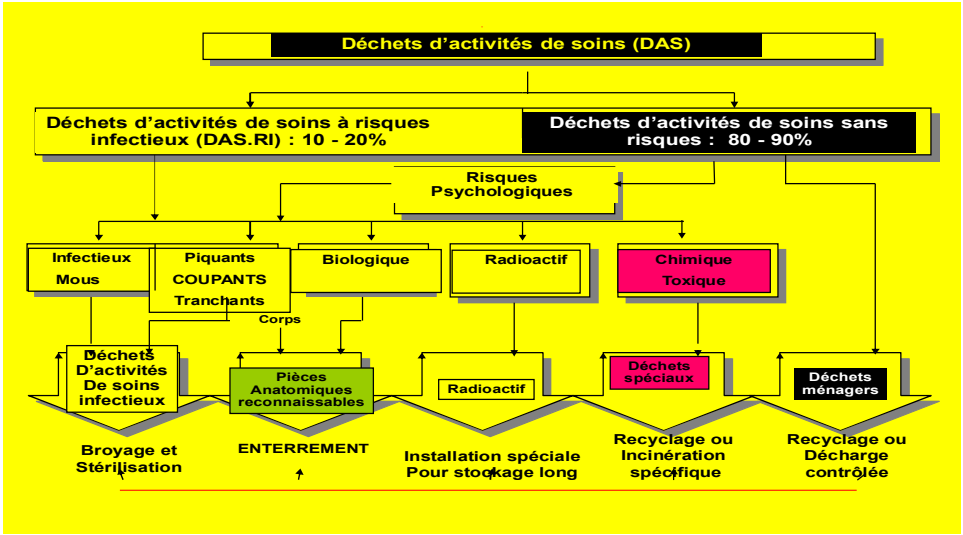 Déchets d'activités de soins (DAS)
Déchets d'activités de soins à risques
infectieux (DAS.RI) : 10 - 20%
Déchets d'activités de soins sans
risques : 80 - 90%
Risques
Psychologiques
Infectieux
Mous
Piquants
COUPANTS
Tranchants
Biologique
Radioactif
Chimique
Toxique
Corps
Déchets
D'activités
De soins
infectieux
Pièces
Anatomiques
reconnaissables
Radioactif
Déchets
spéciaux
Déchets
ménagers
Broyage et
Stérilisation
ENTERREMENT
Installation spéciale
Pour stockage long
Recyclage ou
Incinération
spécifique
Recyclage ou
Décharge
contrôlée